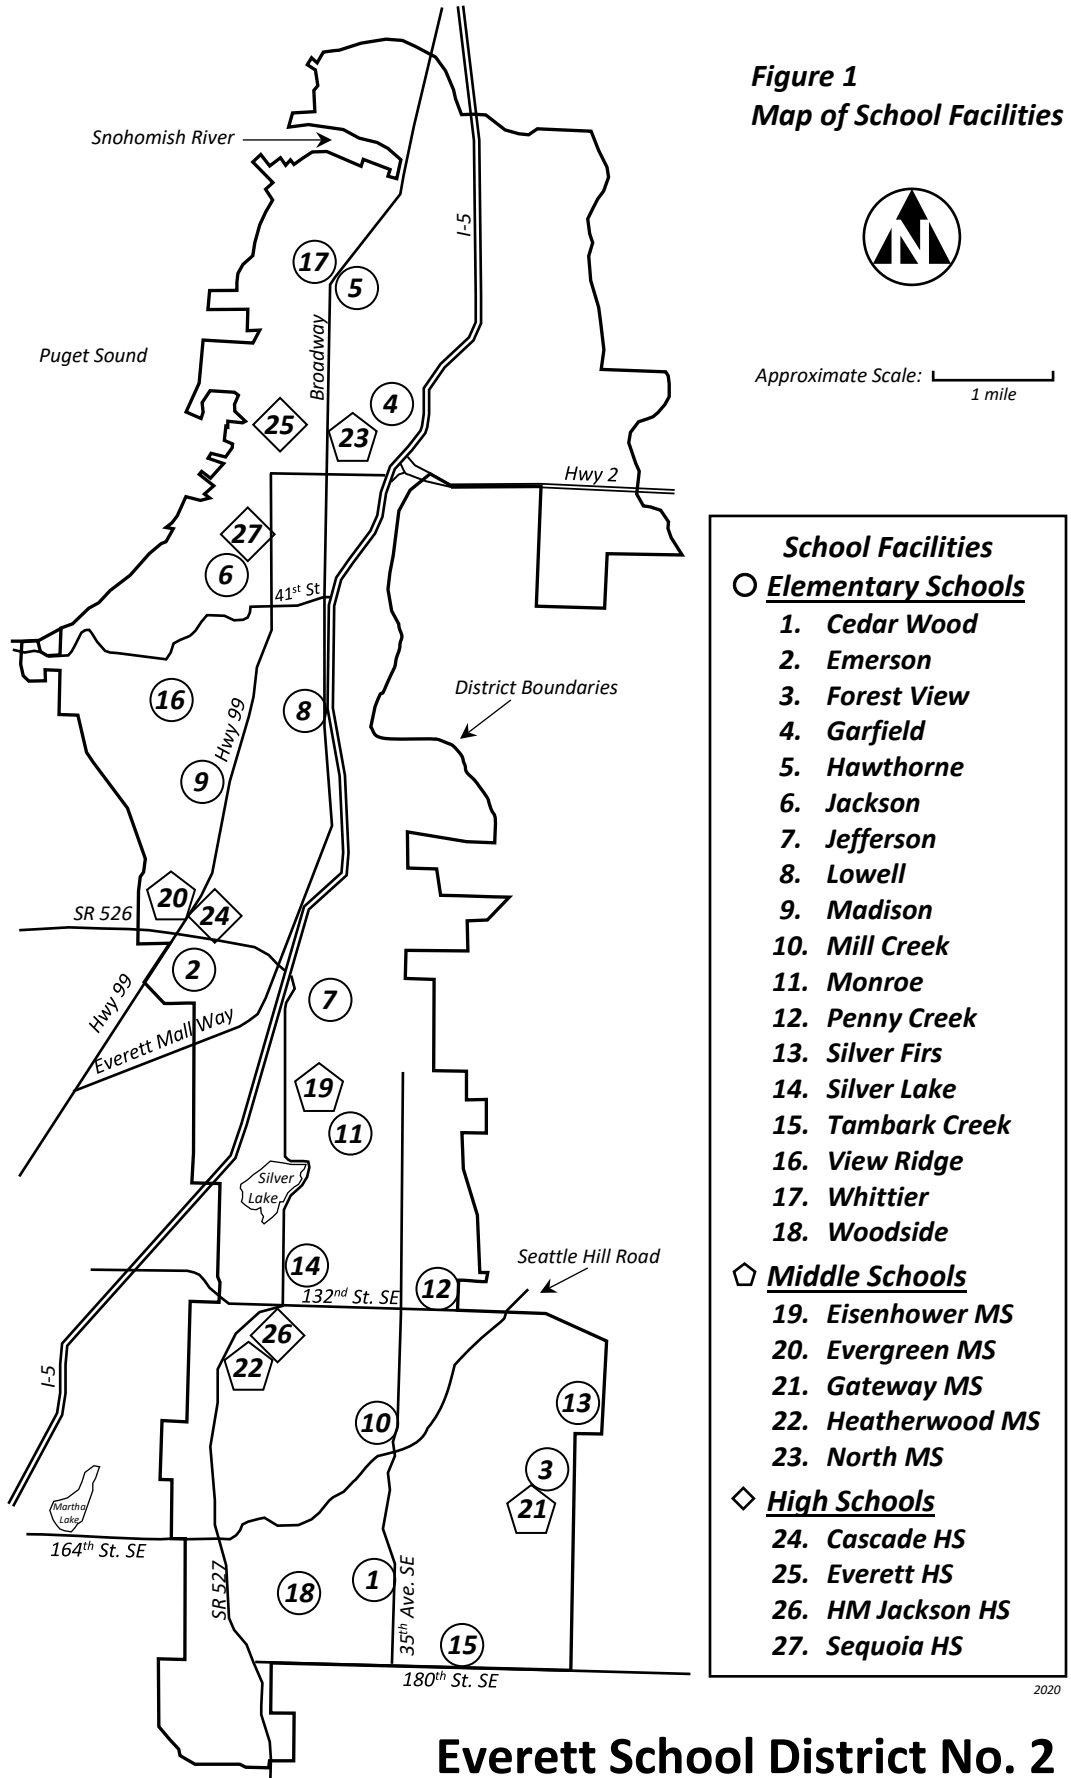 Figure 1
Map of School Facilities
Snohomish River
N
I-5
17
5
Broadway
Puget Sound
Approximate Scale:
1 mile
4
25
23
Hwy 2
27
6
41st St
School Facilities
Elementary Schools
1. Cedar Wood
2. Emerson
3. Forest View
4. Garfield
5. Hawthorne
6. Jackson
7. Jefferson
8. Lowell
9. Madison
10. Mill Creek
11. Monroe
12. Penny Creek
13. Silver Firs
14. Silver Lake
15. Tambark Creek
16. View Ridge
17. Whittier
18. Woodside
Middle Schools
19. Eisenhower MS
20. Evergreen MS
21. Gateway MS
22. Heatherwood MS
23. North MS
High Schools
24. Cascade HS
25. Everett HS
26. HM Jackson HS
27. Sequoia HS
2020
District Boundaries
16
8
Hwy 99
9
20
24
SR 526
2
7
Hwy 99
Everett Mall Way
19
11
Silver
Lake
14
12
Seattle Hill Road
132nd St. SE
26
22
I-5
10
13
3
21
Martha
Lake
164th St. SE
SR 527
18
1
35th Ave. SE
15
180th St. SE
Everett School District No. 2